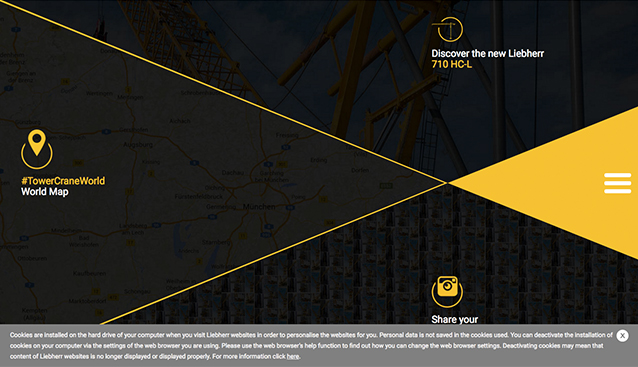 Discover the new Liebherr
710 HC-L
#TowerCraneWorld
World Map
München
Share your
Cookies are installed on the hard drive of your computer when you visit Liebherr websites in order to personalise the websites for you. Personal data is not saved in the cookies used. You can deactivate the installation of
cookies on your computer via the settings of the web browser you are using. Please use the web browser's help function to find out how you can change the web browser settings. Deactivating cookies may mean that
content of Liebherr websites is no longer displayed or displayed properly. For more information click here.
X